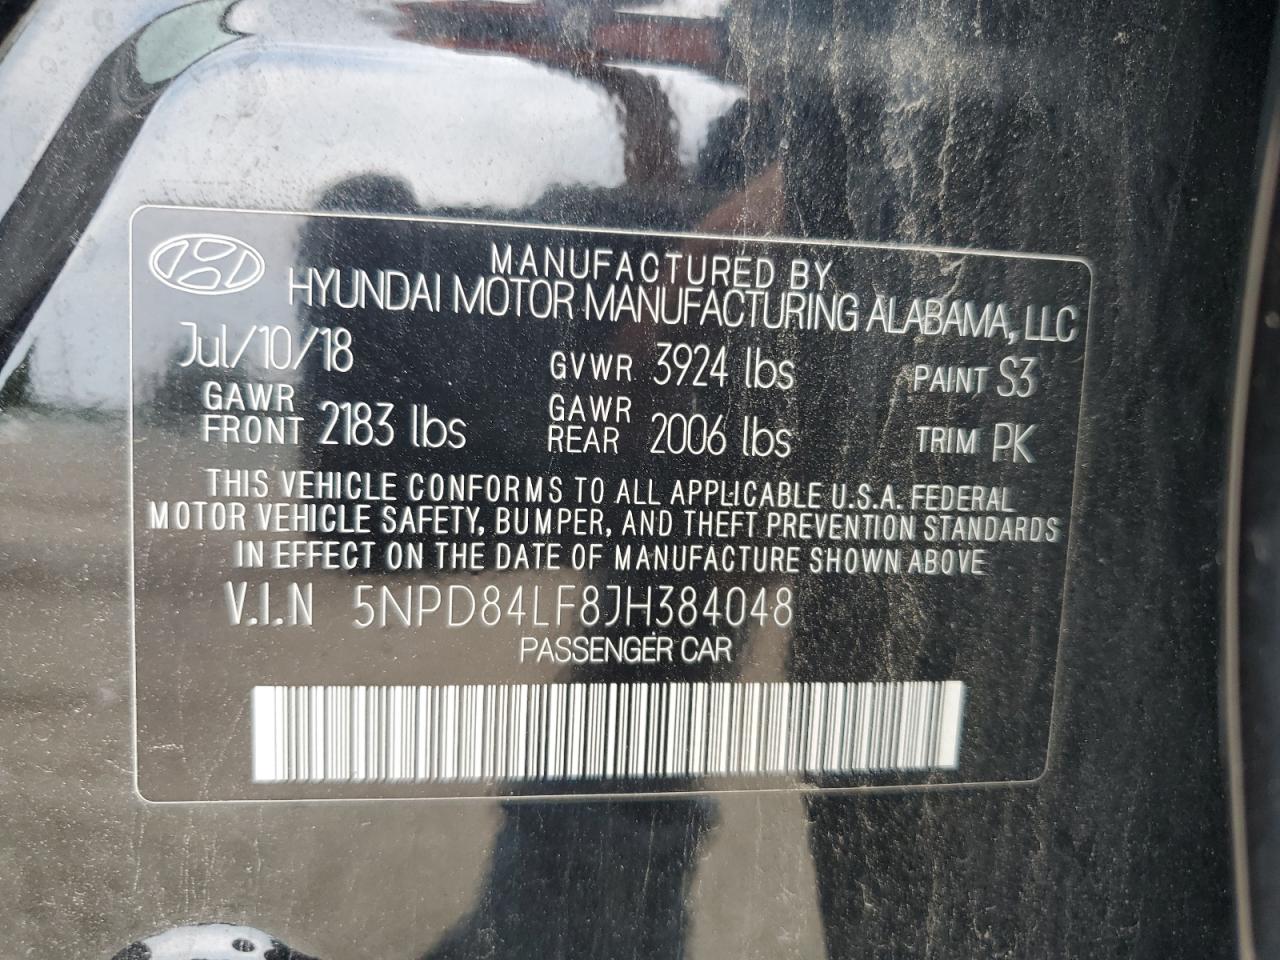 MANUFACTURED BY
HYUNDAI MOTOR MANUFACTURING ALABAMA, LLC
Jul/10/18 GVWR 3924 lbs PAINT S3
GAWR FRONT 2183 lbs GAWR REAR 2006 lbs TRIM PK
THIS VEHICLE CONFORMS TO ALL APPLICABLE U.S.A. FEDERAL
MOTOR VEHICLE SAFETY, BUMPER, AND THEFT PREVENTION STANDARDS
IN EFFECT ON THE DATE OF MANUFACTURE SHOWN ABOVE
V.I.N 5NPD84LF8JH384048
PASSENGER CAR